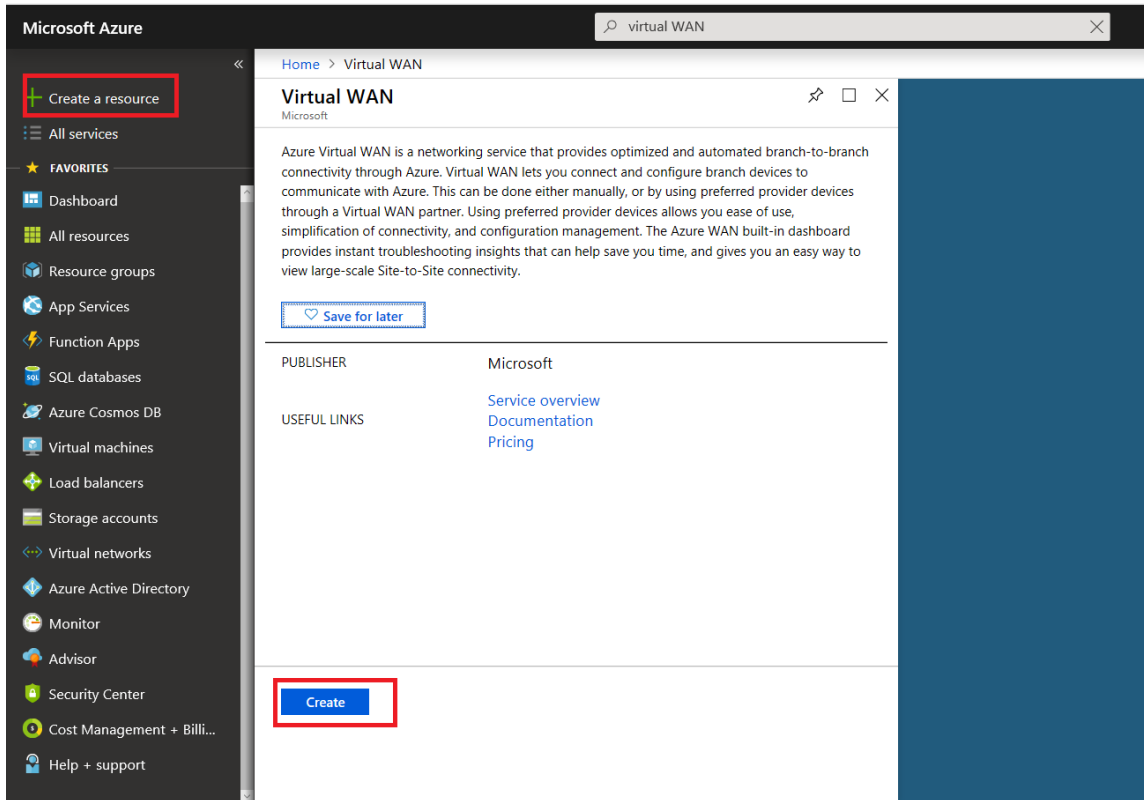 Microsoft Azure
virtual WAN
Create a resource
All services
FAVORITES
Dashboard
All resources
Resource groups
App Services
Function Apps
SQL databases
Azure Cosmos DB
Virtual machines
Load balancers
Storage accounts
Virtual networks
Azure Active Directory
Monitor
Advisor
Security Center
Cost Management + Billi...
Help + support
Home > Virtual WAN
Virtual WAN
Microsoft
Azure Virtual WAN is a networking service that provides optimized and automated branch-to-branch
connectivity through Azure. Virtual WAN lets you connect and configure branch devices to
communicate with Azure. This can be done either manually, or by using preferred provider devices
through a Virtual WAN partner. Using preferred provider devices allows you ease of use,
simplification of connectivity, and configuration management. The Azure WAN built-in dashboard
provides instant troubleshooting insights that can help save you time, and gives you an easy way to
view large-scale Site-to-Site connectivity.
Save for later
PUBLISHER Microsoft
Service overview
USEFUL LINKS Documentation
Pricing
Create